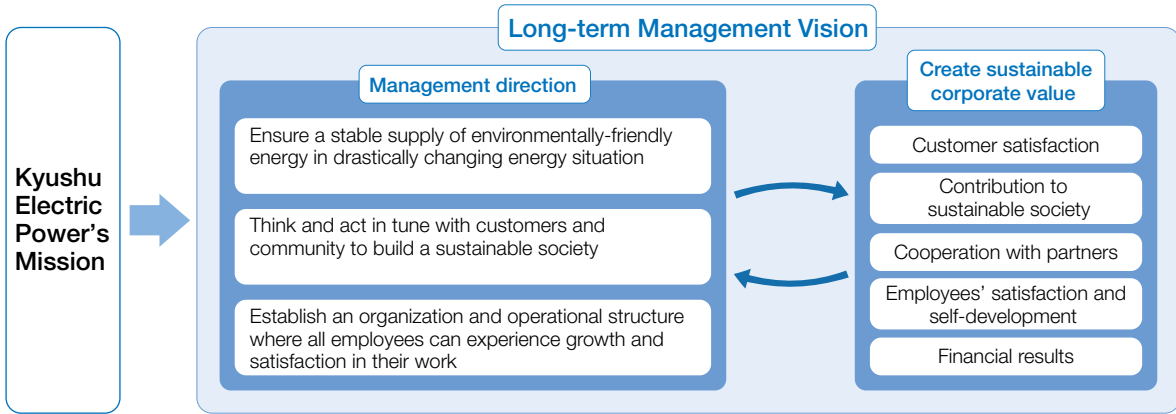 Long-term Management Vision
Kyushu
Electric
Power’s
Mission
Management direction
Ensure a stable supply of environmentally-friendly
energy in drastically changing energy situation
Think and act in tune with customers and
community to build a sustainable society
Establish an organization and operational structure
where all employees can experience growth and
satisfaction in their work
Create sustainable
corporate value
Customer satisfaction
Contribution to
sustainable society
Cooperation with partners
Employees’ satisfaction and
self-development
Financial results